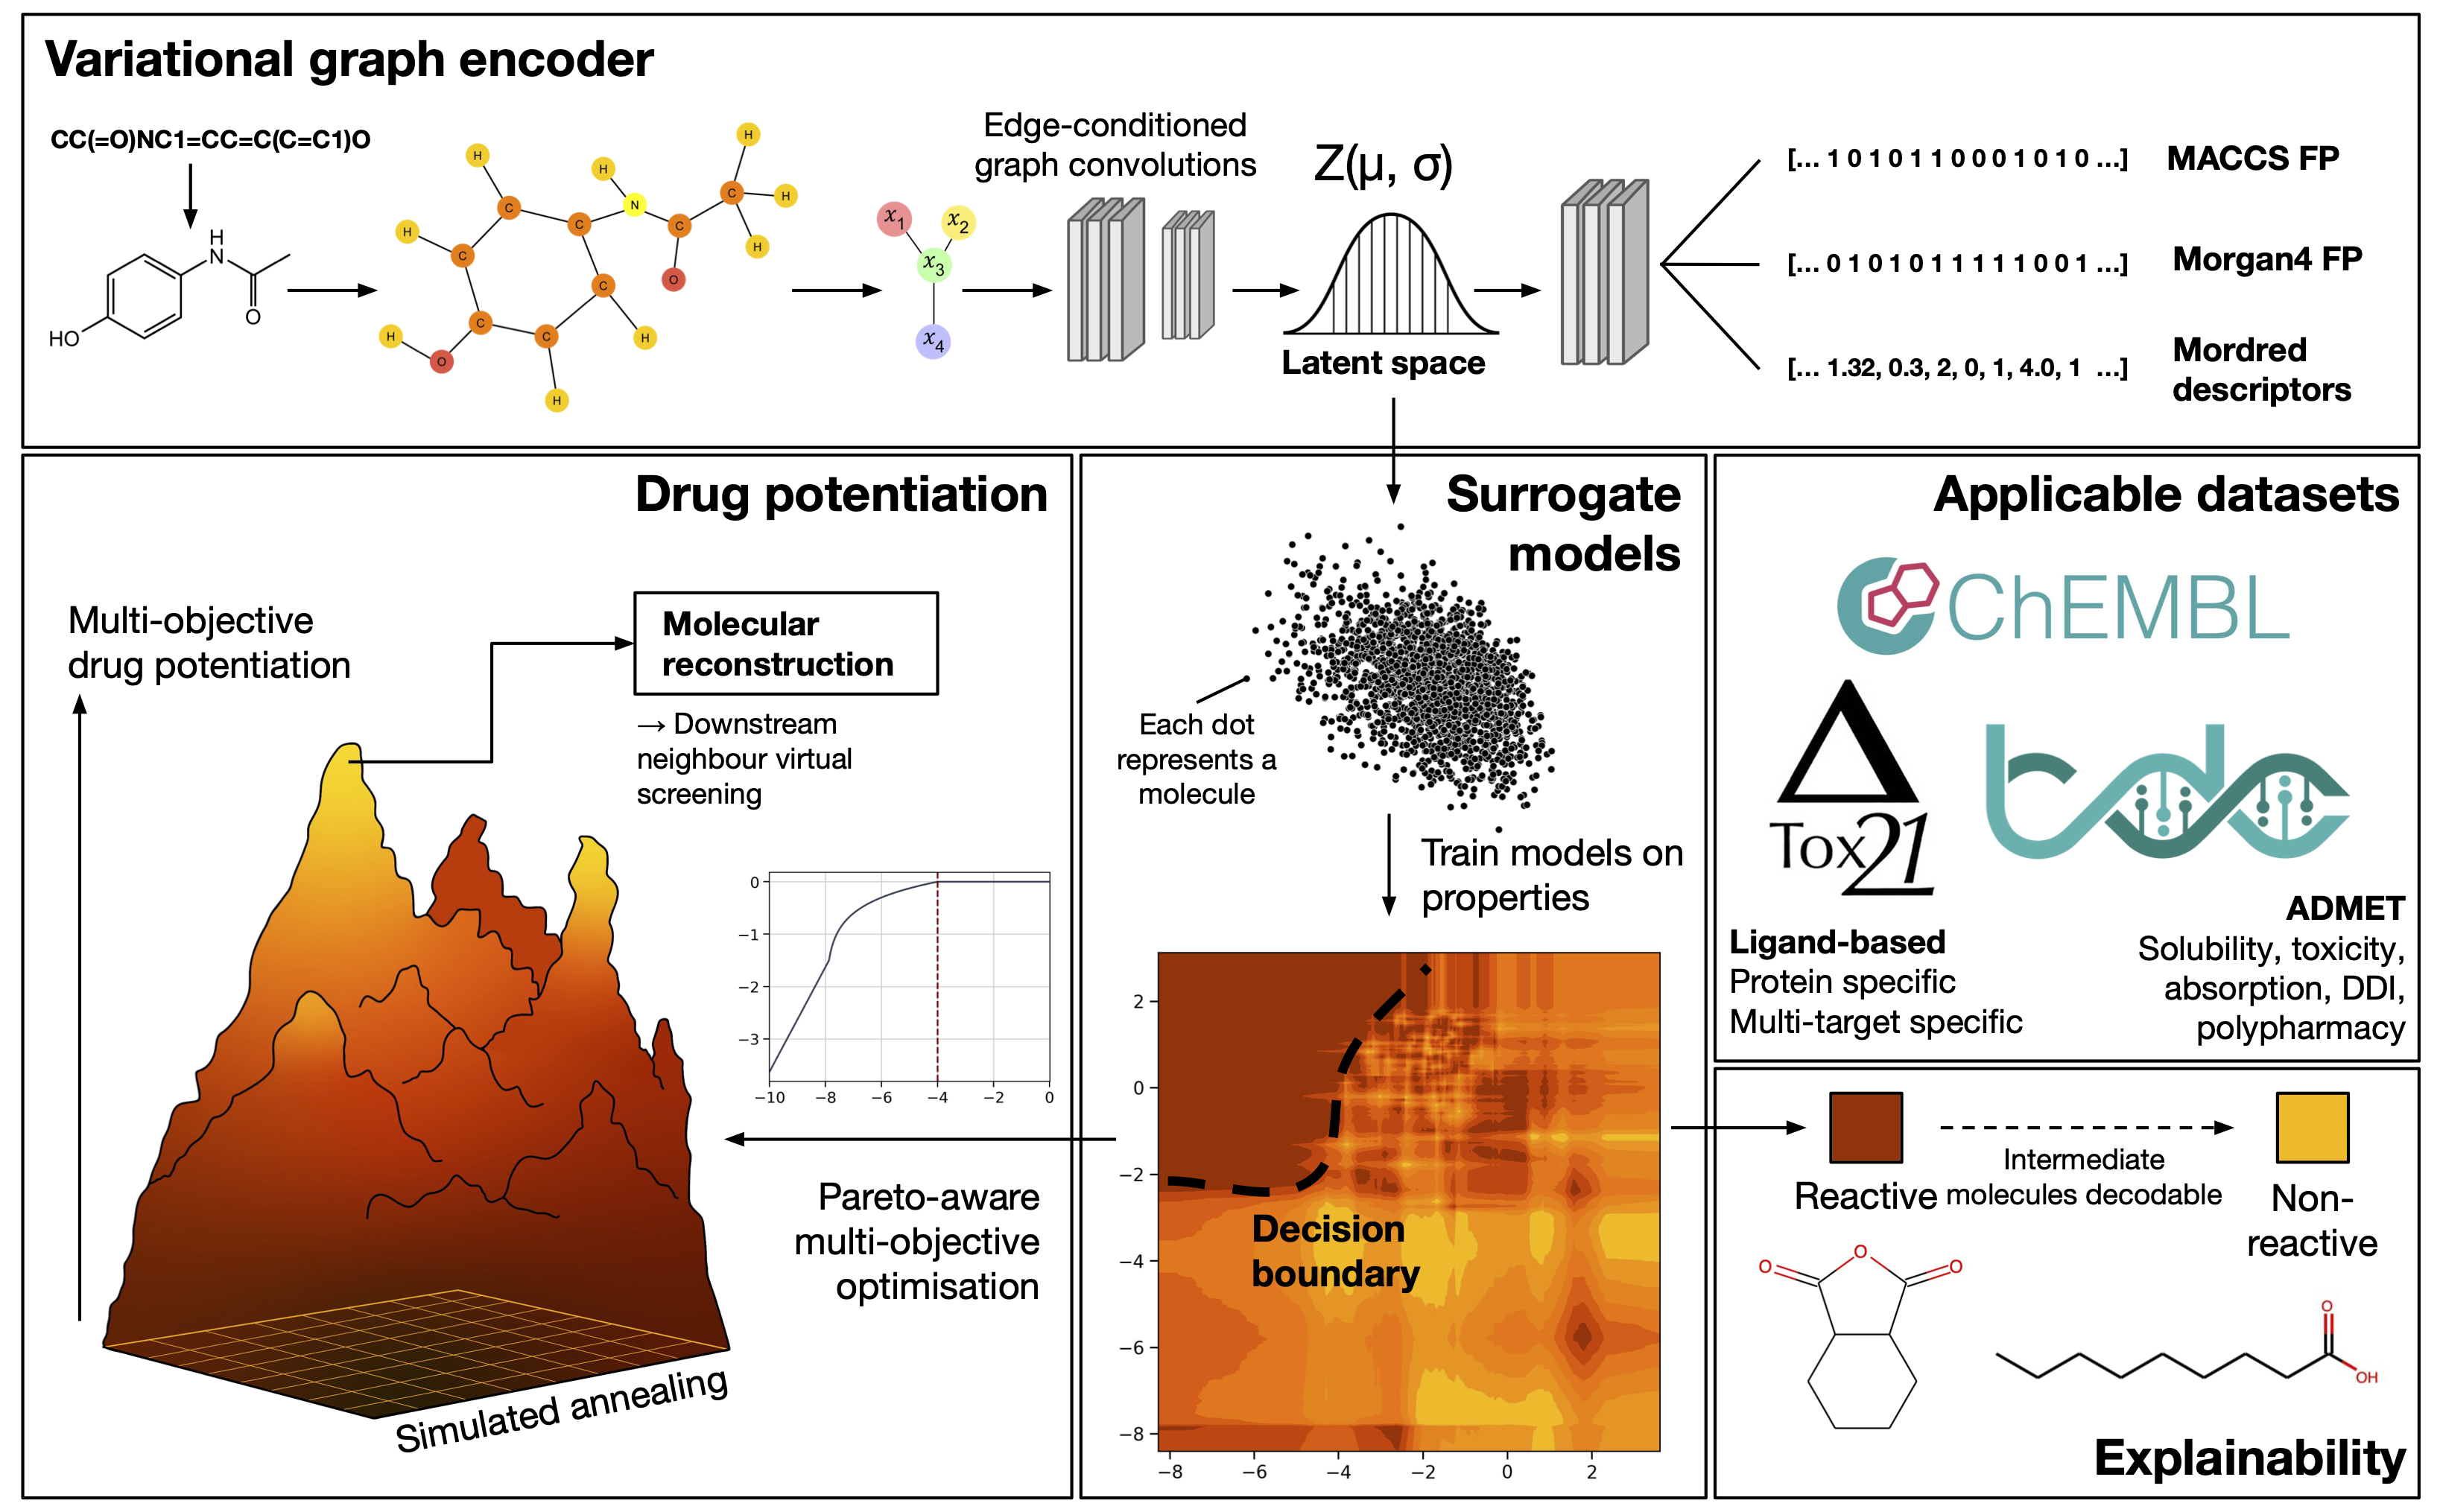 Variational graph encoder
CC(=O)NC1=CC=C(C=C1)O
H
N
O
HO
H
H
H
H
C
N
C
H
C
C
H
C
C
O
H
C
C
C
H
H
O
H
x1
x2
x3
x4
Edge-conditioned
graph convolutions
Z(μ, σ)
Latent space
[... 1 0 1 0 1 1 0 0 0 1 0 1 0 ...] MACCS FP
[... 0 1 0 1 0 1 1 1 1 1 0 0 1 ...] Morgan4 FP
[... 1.32, 0.3, 2, 0, 1, 4.0, 1 ...] Mordred
descriptors
Drug potentiation
Multi-objective
drug potentiation
Molecular
reconstruction
→ Downstream
neighbour virtual
screening
0
−1
−2
−3
−10 −8 −6 −4 −2 0
Pareto-aware
multi-objective
optimisation
Simulated annealing
Surrogate
models
Each dot
represents a
molecule
Train models on
properties
2
0
−2
−4
−6
−8
−8 −6 −4 −2 0 2
Decision
boundary
Applicable datasets
ChEMBL
Tox21
tdc
Ligand-based
Protein specific
Multi-target specific
ADMET
Solubility, toxicity,
absorption, DDI,
polypharmacy
Reactive
Intermediate
molecules decodable
Non-
reactive
O
O
O
O
OH
Explainability